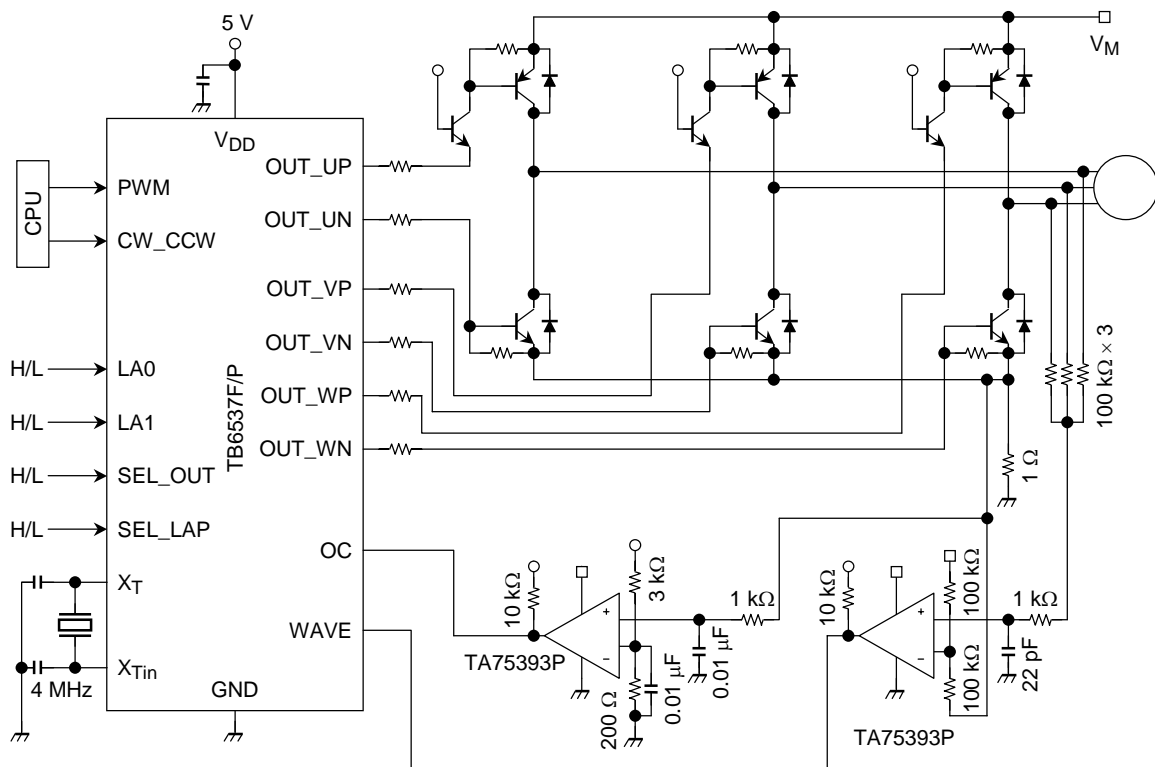 5 V
V_M
V_DD
OUT_UP
CPU
PWM
OUT_UN
CW_CCW
OUT_VP
OUT_VN
H/L
LA0
OUT_WP
TB6537F/P
100 kΩ × 3
H/L
LA1
OUT_WN
H/L
SEL_OUT
1 Ω
H/L
SEL_LAP
OC
X_T
10 kΩ
3 kΩ
1 kΩ
10 kΩ
100 kΩ
1 kΩ
WAVE
+
+
TA75393P
−
−
X_Tin
4 MHz
GND
200 Ω
0.01 μF
0.01 μF
100 kΩ
22 pF
TA75393P